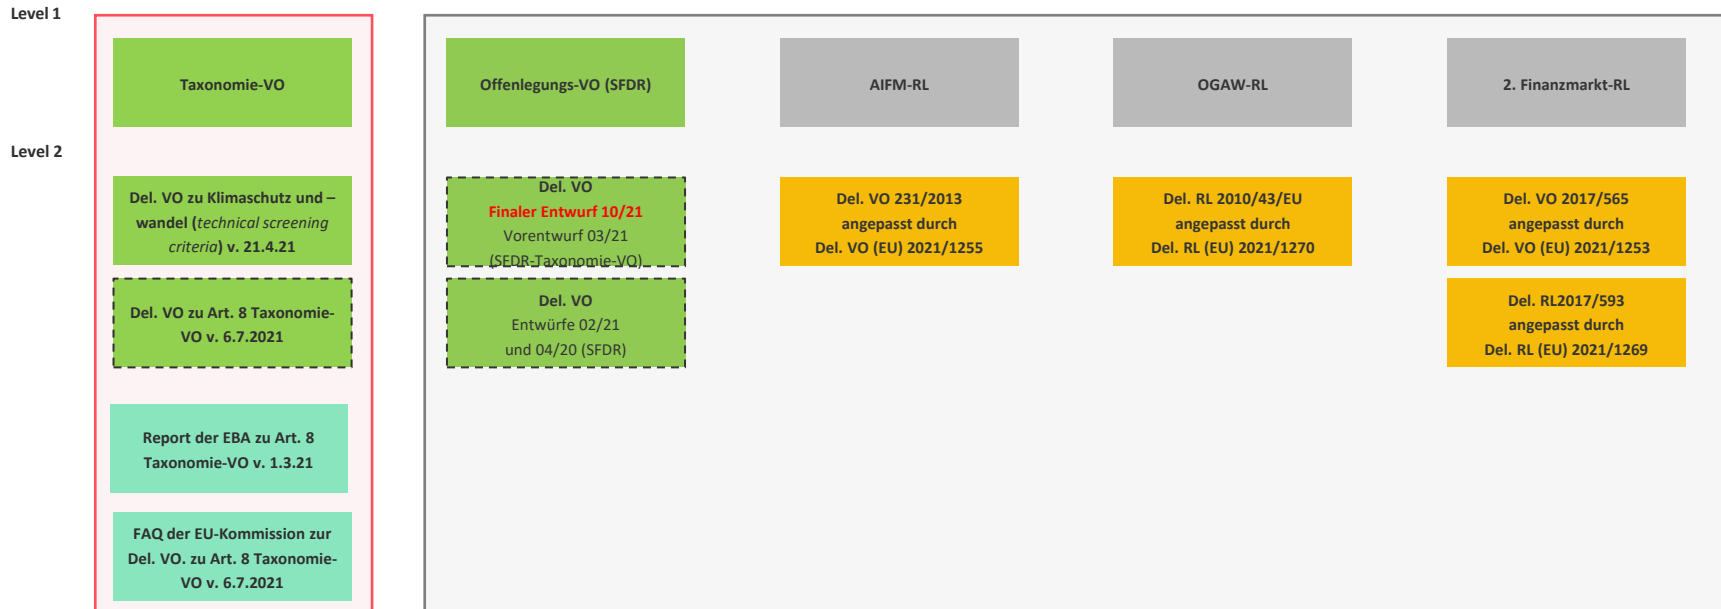 Level 1
Taxonomie-VO
Offenlegungs-VO (SFDR)
AIFM-RL
OGAW-RL
2. Finanzmarkt-RL
Level 2
Del. VO zu Klimaschutz und –
wandel (technical screening
criteria) v. 21.4.21
Del. VO
Finaler Entwurf 10/21
Vorentwurf 03/21
(SFDR-Taxonomie-VO)
Del. VO 231/2013
angepasst durch
Del. VO (EU) 2021/1255
Del. RL 2010/43/EU
angepasst durch
Del. RL (EU) 2021/1270
Del. VO 2017/565
angepasst durch
Del. VO (EU) 2021/1253
Del. VO zu Art. 8 Taxonomie-
VO v. 6.7.2021
Del. VO
Entwürfe 02/21
und 04/20 (SFDR)
Del. RL2017/593
angepasst durch
Del. RL (EU) 2021/1269
Report der EBA zu Art. 8
Taxonomie-VO v. 1.3.21
FAQ der EU-Kommission zur
Del. VO. zu Art. 8 Taxonomie-
VO v. 6.7.2021